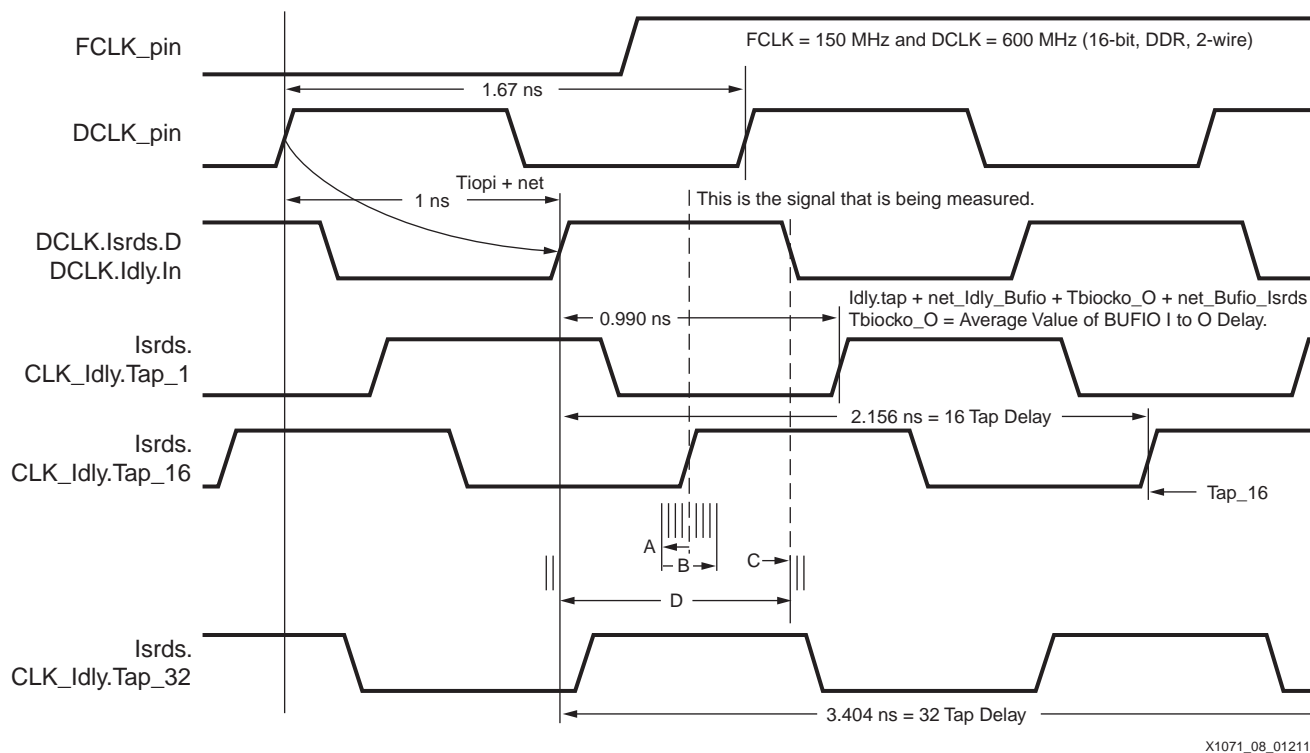 FCLK_pin
FCLK = 150 MHz and DCLK = 600 MHz (16-bit, DDR, 2-wire)
1.67 ns
DCLK_pin
Tiopi + net
1 ns
This is the signal that is being measured.
DCLK.Isrds.D
DCLK.Idly.In
Idly.tap + net_Idly_Bufio + Tbiocko_O + net_Bufio_Isrds
0.990 ns
Tbiocko_O = Average Value of BUFIO I to O Delay.
Isrds.
CLK_Idly.Tap_1
2.156 ns = 16 Tap Delay
Isrds.
CLK_Idly.Tap_16
Tap_16
A
B
C
D
Isrds.
CLK_Idly.Tap_32
3.404 ns = 32 Tap Delay
X1071_08_01211